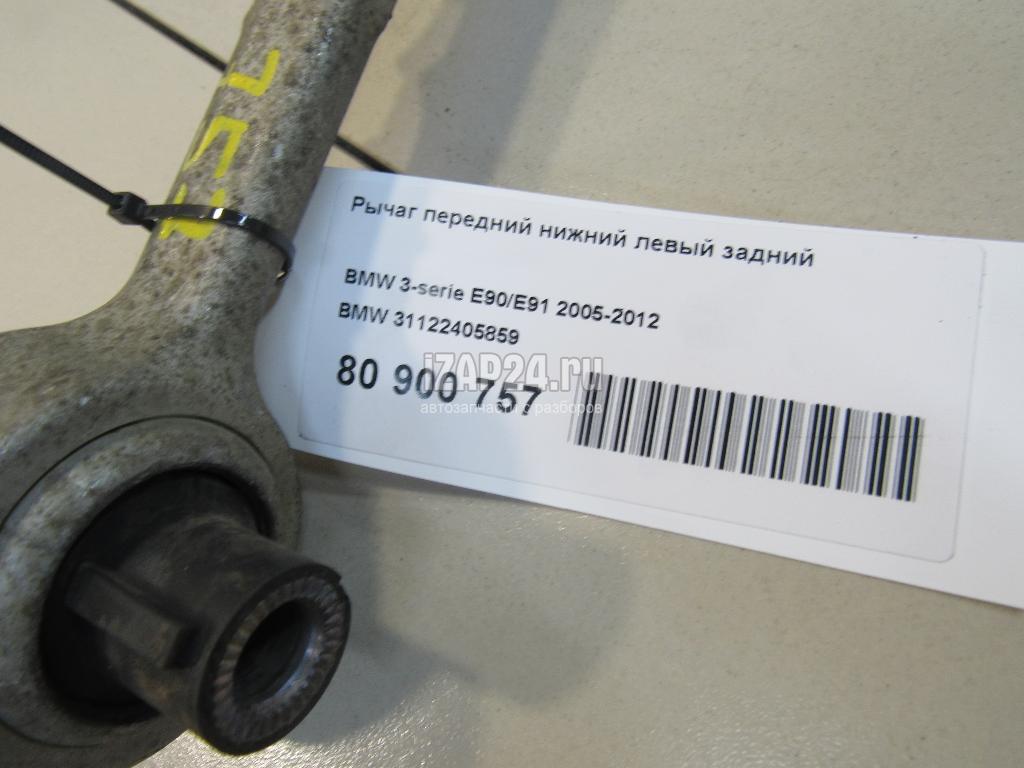 Рычаг передний нижний левый задний
BMW 3-serie E90/E91 2005-2012
BMW 31122405859
80 900 757
iZAP24.ru
автозапчасти с разборов